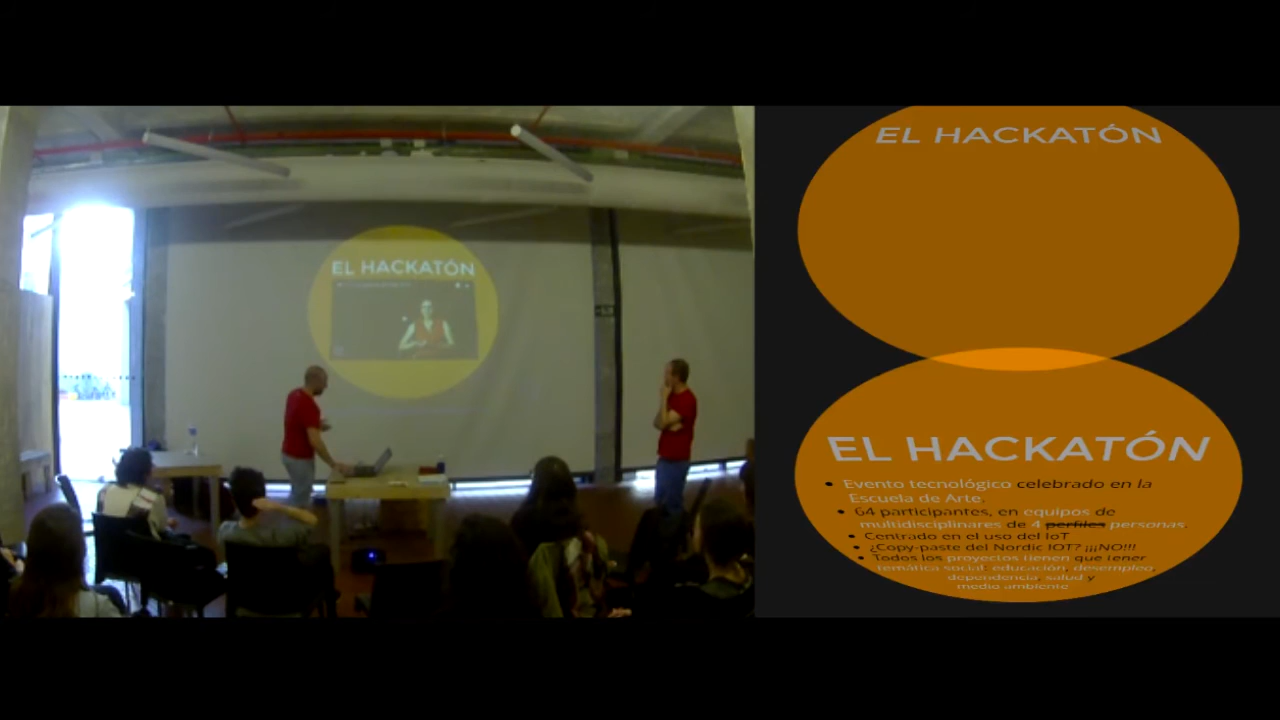 EL HACKATÓN
EL HACKATÓN
EL HACKATÓN
• Evento tecnológico celebrado en la
Escuela de Arte.
• 64 participantes, en equipos de
multidisciplinares de 4 perfiles personas.
• Centrado en el uso del IoT
• ¿Copy-paste del Nordic IOT? ¡¡¡NO!!!
• Todos los proyectos tienen que tener
temática social: educación, desempleo,
dependencia, salud y
medio ambiente